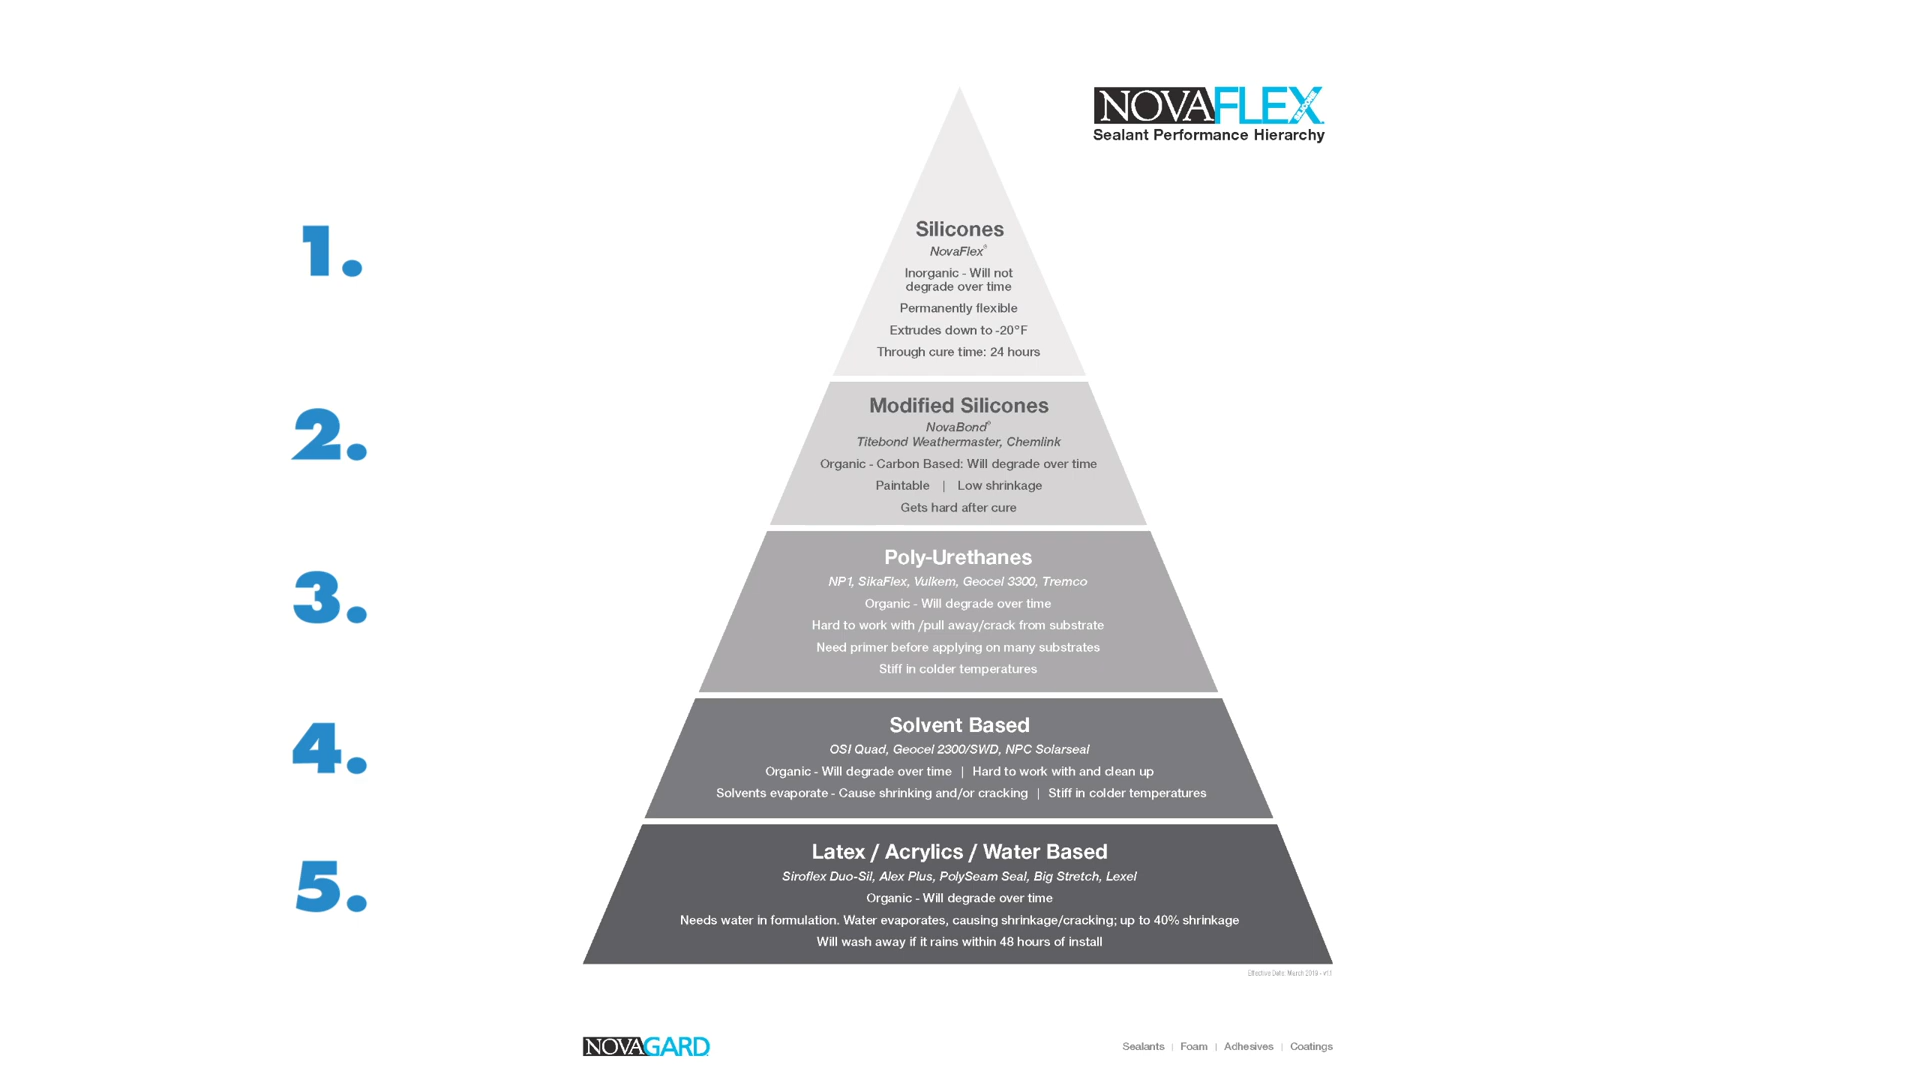 NOVAFLEX
Sealant Performance Hierarchy
1.
Silicones
NovaFlex®
Inorganic - Will not
degrade over time
Permanently flexible
Extrudes down to -20°F
Through cure time: 24 hours
2.
Modified Silicones
NovaBond®
Titebond Weathermaster, Chemlink
Organic - Carbon Based: Will degrade over time
Paintable | Low shrinkage
Gets hard after cure
3.
Poly-Urethanes
NP1, SikaFlex, Vulkem, Geocel 3300, Tremco
Organic - Will degrade over time
Hard to work with /pull away/crack from substrate
Need primer before applying on many substrates
Stiff in colder temperatures
4.
Solvent Based
OSI Quad, Geocel 2300/SWD, NPC Solarseal
Organic - Will degrade over time | Hard to work with and clean up
Solvents evaporate - Cause shrinking and/or cracking | Stiff in colder temperatures
5.
Latex / Acrylics / Water Based
Siroflex Duo-Sil, Alex Plus, PolySeam Seal, Big Stretch, Lexel
Organic - Will degrade over time
Needs water in formulation. Water evaporates, causing shrinkage/cracking; up to 40% shrinkage
Will wash away if it rains within 48 hours of install
Effective Date: March 2019 - v1.1
NOVAGARD
Sealants | Foam | Adhesives | Coatings